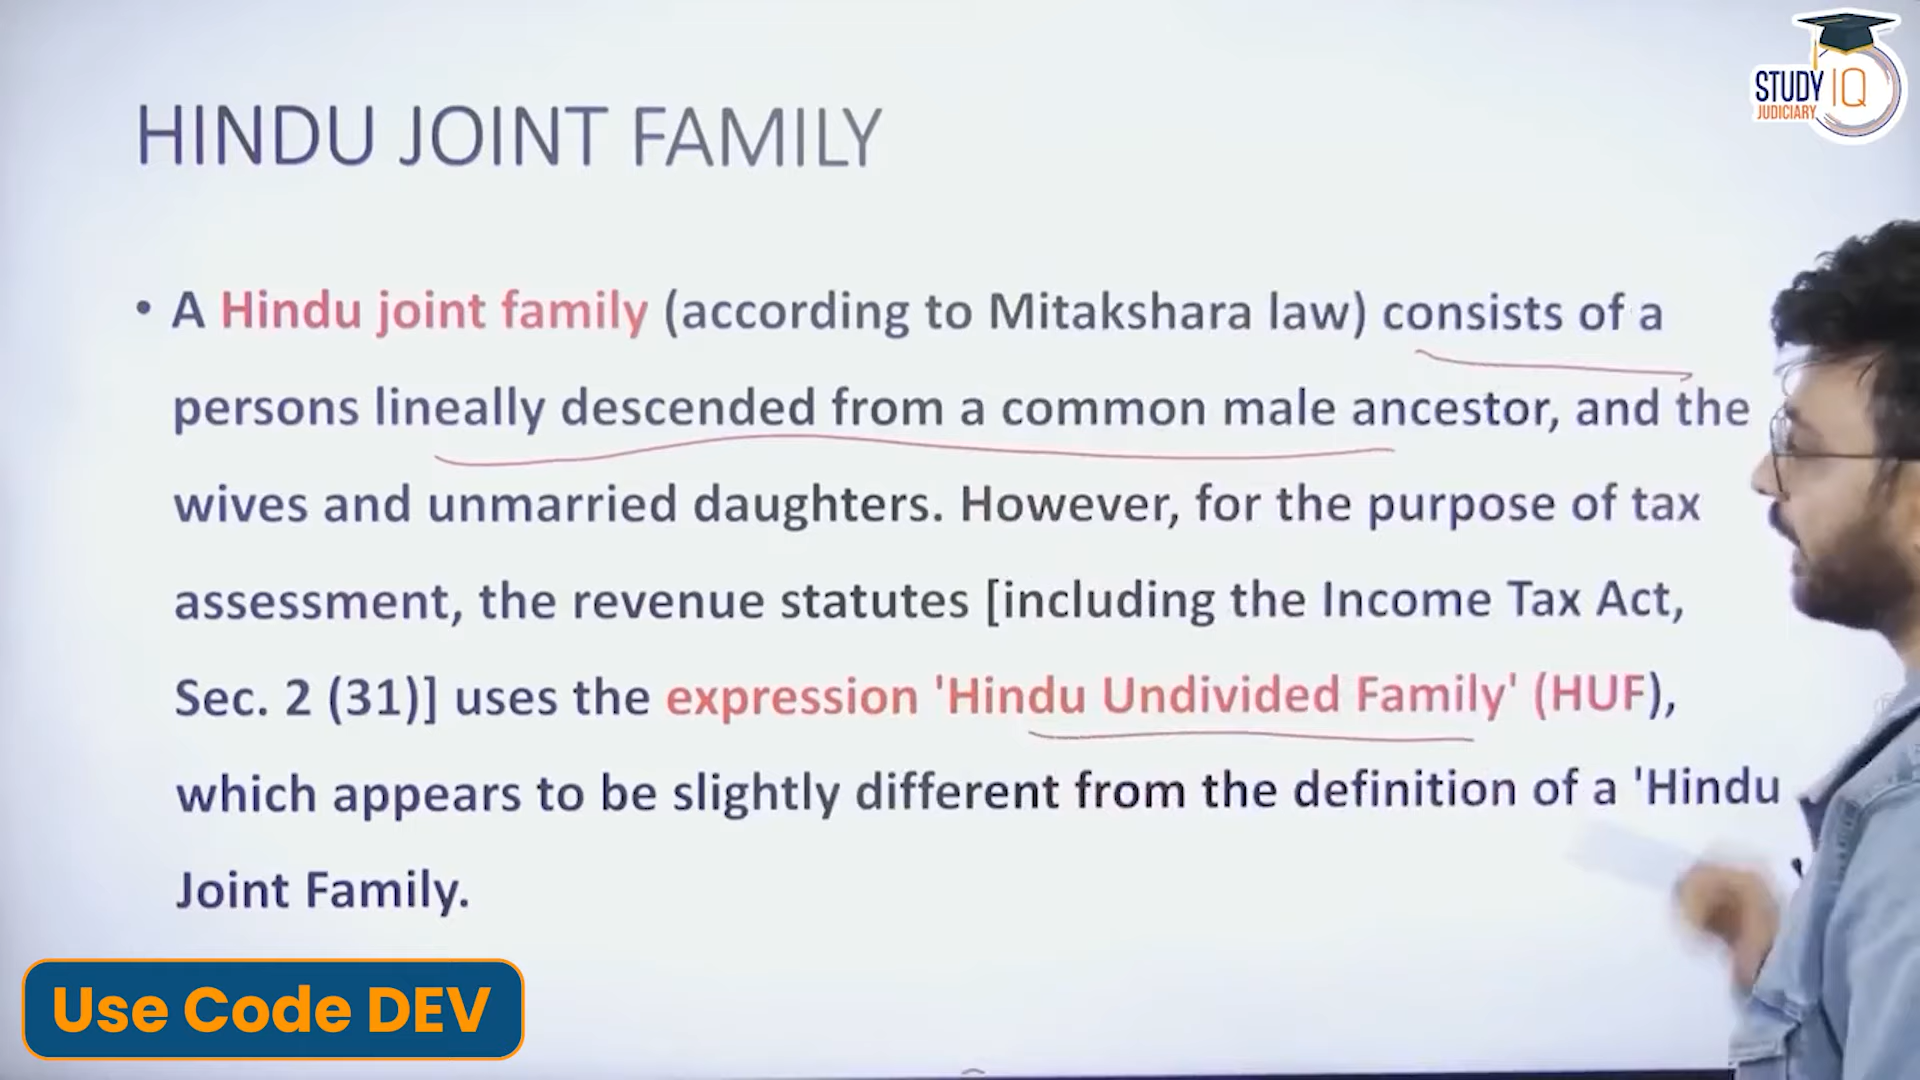 STUDY IQ
JUDICIARY
HINDU JOINT FAMILY
• A Hindu joint family (according to Mitakshara law) consists of a
persons lineally descended from a common male ancestor, and the
wives and unmarried daughters. However, for the purpose of tax
assessment, the revenue statutes [including the Income Tax Act,
Sec. 2 (31)] uses the expression 'Hindu Undivided Family' (HUF),
which appears to be slightly different from the definition of a 'Hindu
Joint Family.
Use Code DEV